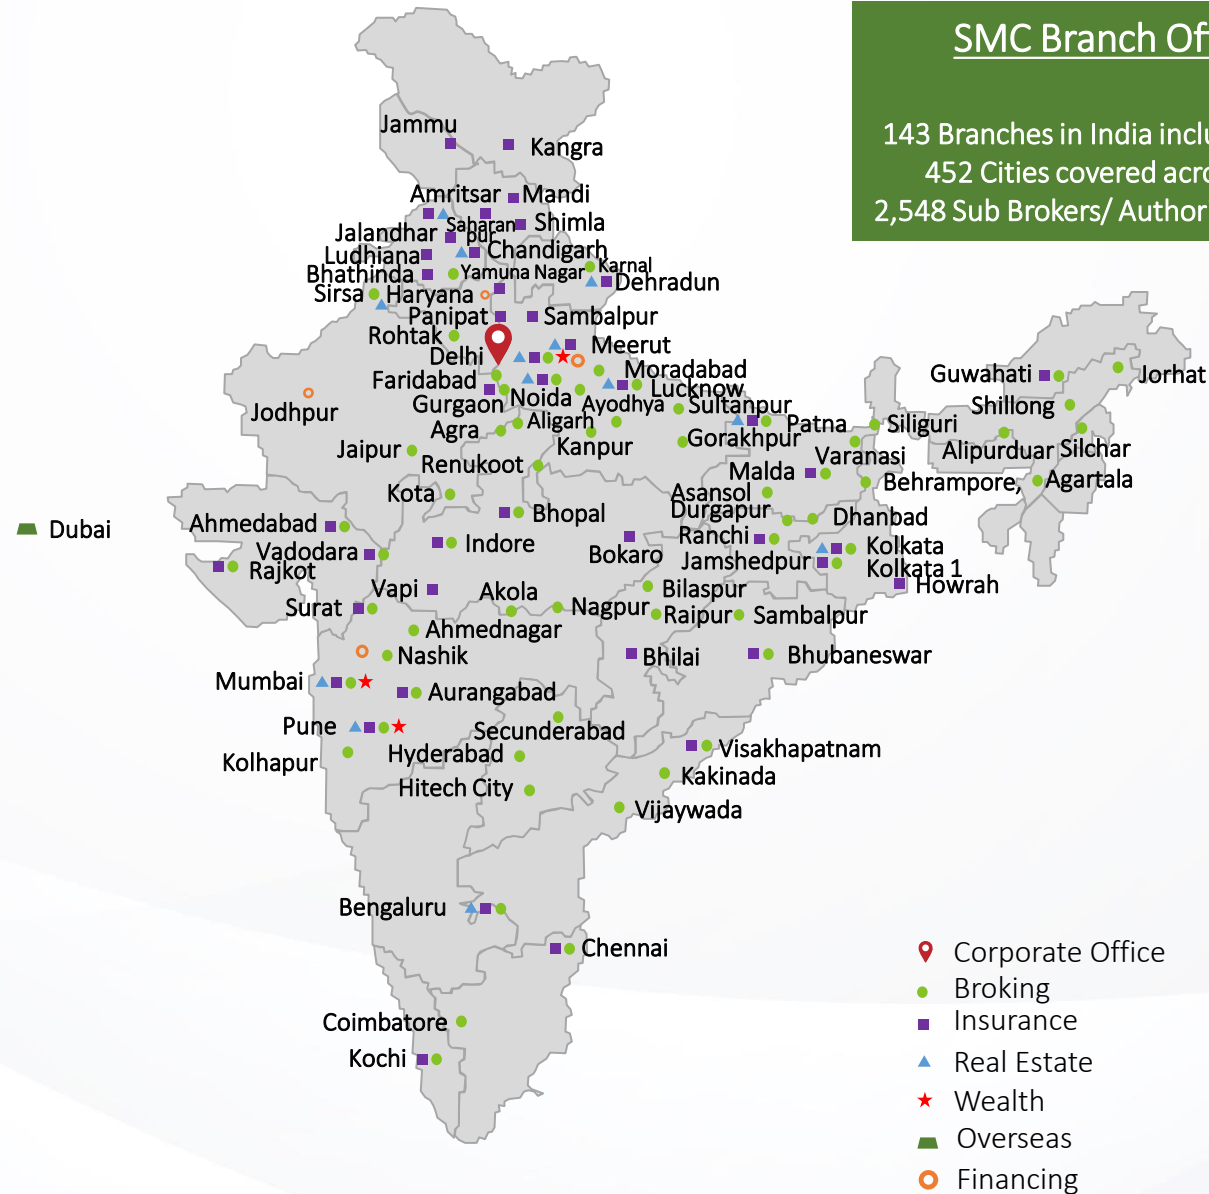 SMC Branch Of
143 Branches in India inclu
452 Cities covered acro
2,548 Sub Brokers/ Author
Jammu
Kangra
Amritsar
Mandi
Saharan
pur
Shimla
Jalandhar
Chandigarh
Ludhiana
Bhathinda
Yamuna Nagar
Karnal
Dehradun
Sirsa
Haryana
Panipat
Sambalpur
Rohtak
Meerut
Delhi
Moradabad
Faridabad
Lucknow
Gurgaon
Noida
Ayodhya
Sultanpur
Jodhpur
Agra
Aligarh
Kanpur
Gorakhpur
Patna
Siliguri
Guwahati
Jorhat
Shillong
Alipurduar
Silchar
Jaipur
Renukoot
Varanasi
Malda
Behrampore,
Agartala
Kota
Asansol
Durgapur
Dhanbad
Ahmedabad
Bhopal
Dubai
Ranchi
Vadodara
Indore
Bokaro
Kolkata
Jamshedpur
Kolkata 1
Rajkot
Howrah
Vapi
Akola
Bilaspur
Surat
Nagpur
Raipur
Sambalpur
Ahmednagar
Nashik
Bhilai
Bhubaneswar
Mumbai
Aurangabad
Pune
Secunderabad
Kolhapur
Hyderabad
Visakhapatnam
Hitech City
Kakinada
Vijaywada
Bengaluru
Chennai
Coimbatore
Kochi
Corporate Office
Broking
Insurance
Real Estate
Wealth
Overseas
Financing